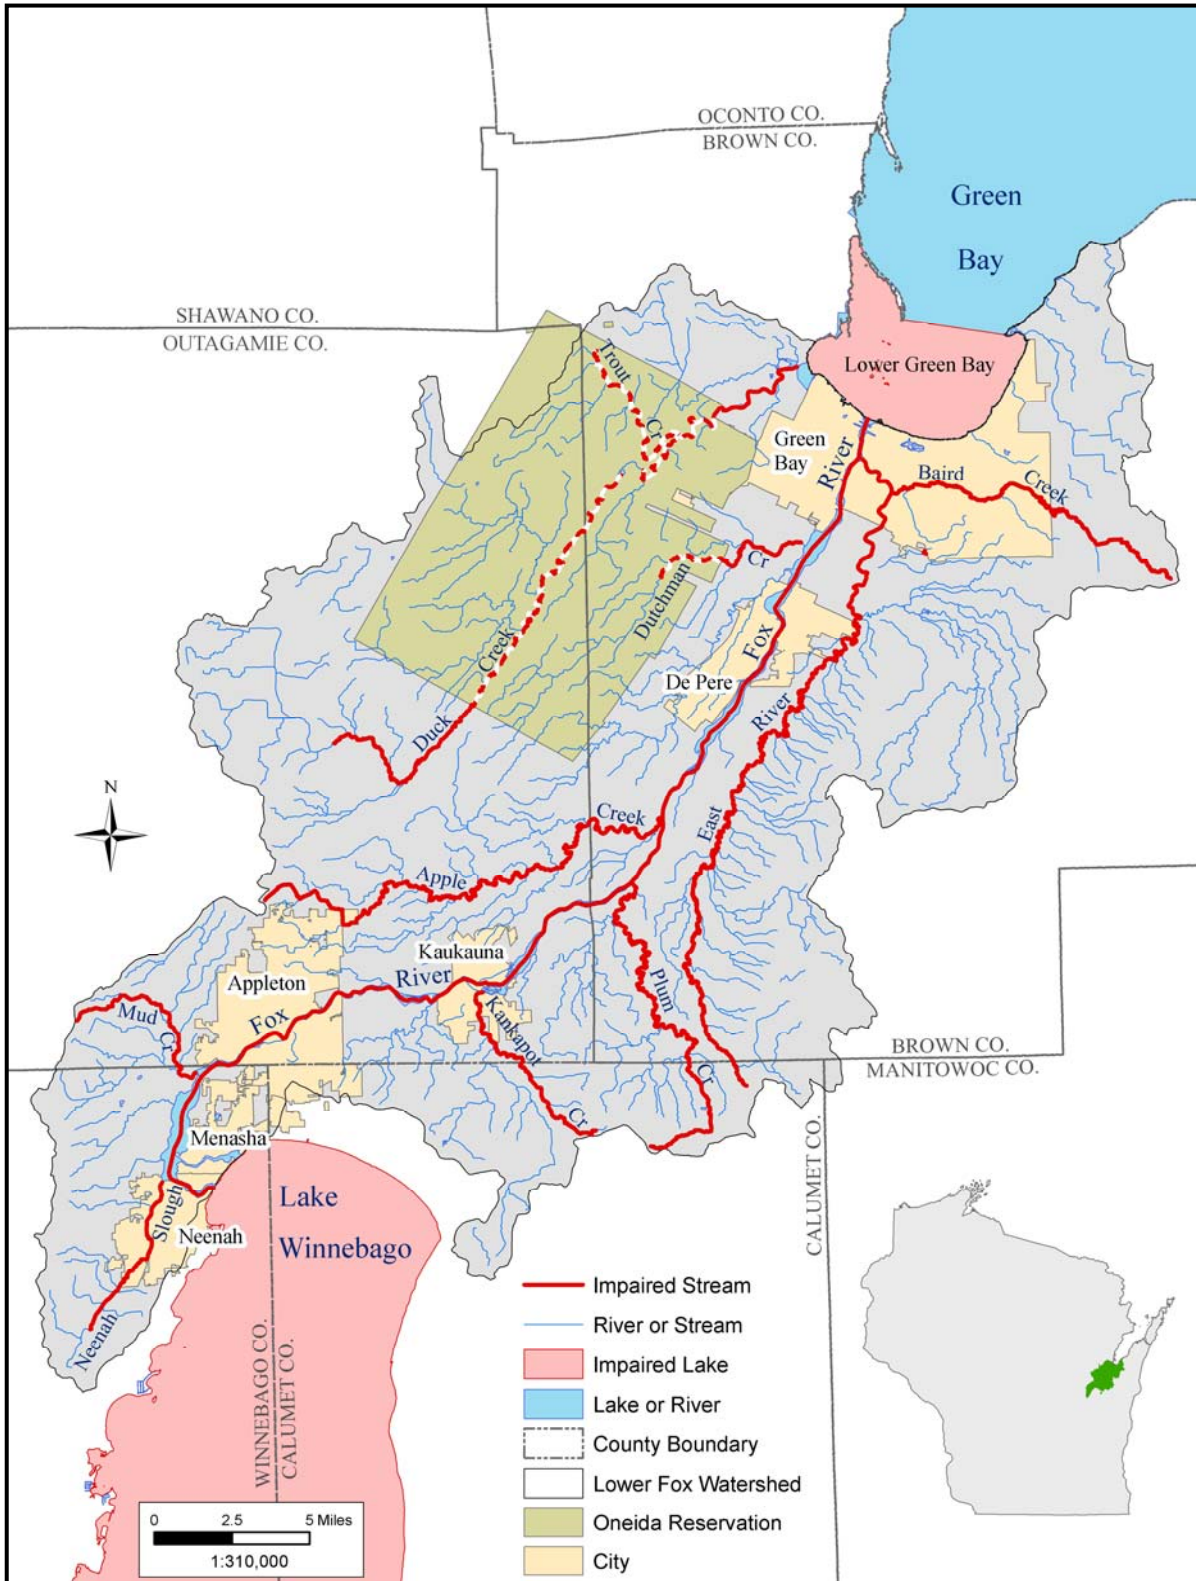 OCONTO CO.
BROWN CO.
Green
Bay
SHAWANO CO.
OUTAGAMIE CO.
Lower Green Bay
Trout
Cr
Green
Bay
River
Baird
Creek
Cr
Dutchman
Creek
Fox
De Pere
River
Duck
N
Creek
East
Apple
Kaukauna
River
Appleton
Plum
Fox
Kankapot
Mud
Cr
BROWN CO.
MANITOWOC CO.
Cr
Cr
Menasha
CALUMET CO.
Lake
Winnebago
Slough
Neenah
Neenah
WINNEBAGO CO.
CALUMET CO.
Impaired Stream
River or Stream
Impaired Lake
Lake or River
County Boundary
Lower Fox Watershed
Oneida Reservation
City
0 2.5 5 Miles
1:310,000